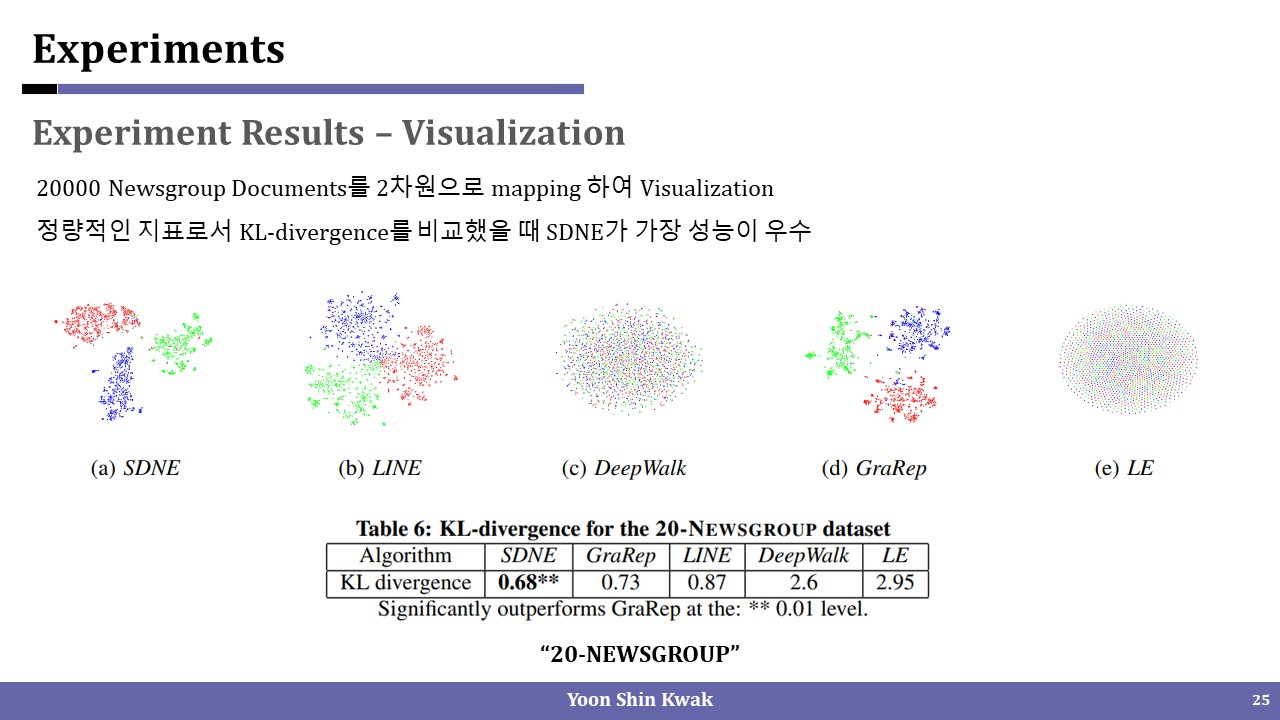 Experiments
Experiment Results – Visualization
20000 Newsgroup Documents를 2차원으로 mapping 하여 Visualization
정량적인 지표로서 KL-divergence를 비교했을 때 SDNE가 가장 성능이 우수
(a) SDNE (b) LINE (c) DeepWalk (d) GraRep (e) LE
Table 6: KL-divergence for the 20-NEWSGROUP dataset
Algorithm SDNE GraRep LINE DeepWalk LE
KL divergence 0.68** 0.73 0.87 2.6 2.95
Significantly outperforms GraRep at the: ** 0.01 level.
“20-NEWSGROUP”
Yoon Shin Kwak 25